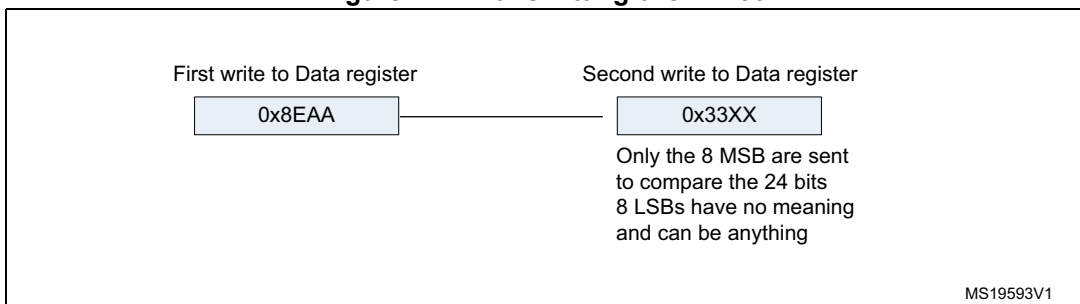 First write to Data register
Second write to Data register
0x8EAA
0x33XX
Only the 8 MSB are sent
to compare the 24 bits
8 LSBs have no meaning
and can be anything
MS19593V1